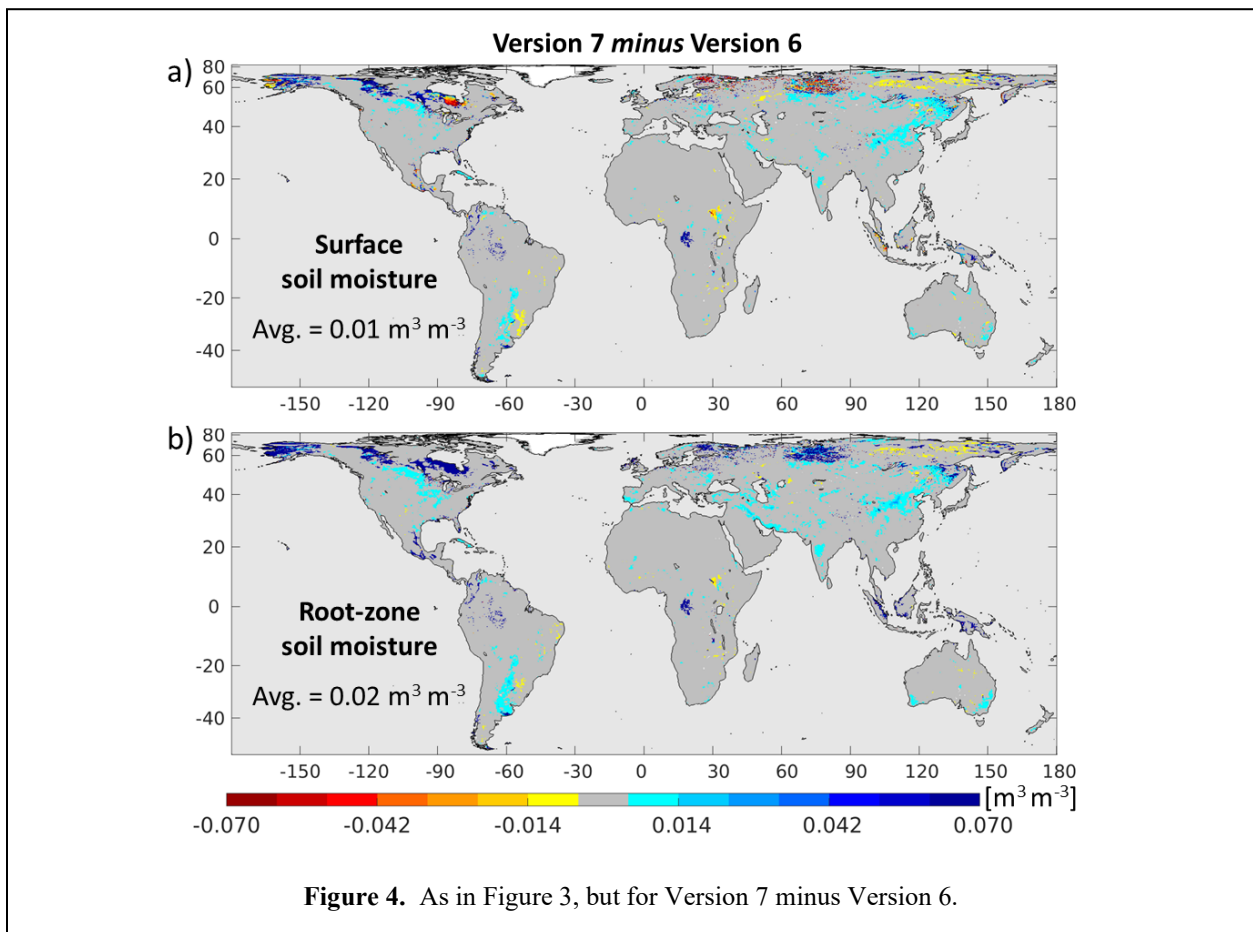 Version 7 minus Version 6
a)
80
60
40
20
0
-20
-40
Surface
soil moisture
Avg. = 0.01 m³ m⁻³
-150 -120 -90 -60 -30 0 30 60 90 120 150 180
b)
80
60
40
20
0
-20
-40
Root-zone
soil moisture
Avg. = 0.02 m³ m⁻³
-150 -120 -90 -60 -30 0 30 60 90 120 150 180
[m³ m⁻³]
-0.070 -0.042 -0.014 0.014 0.042 0.070
Figure 4. As in Figure 3, but for Version 7 minus Version 6.